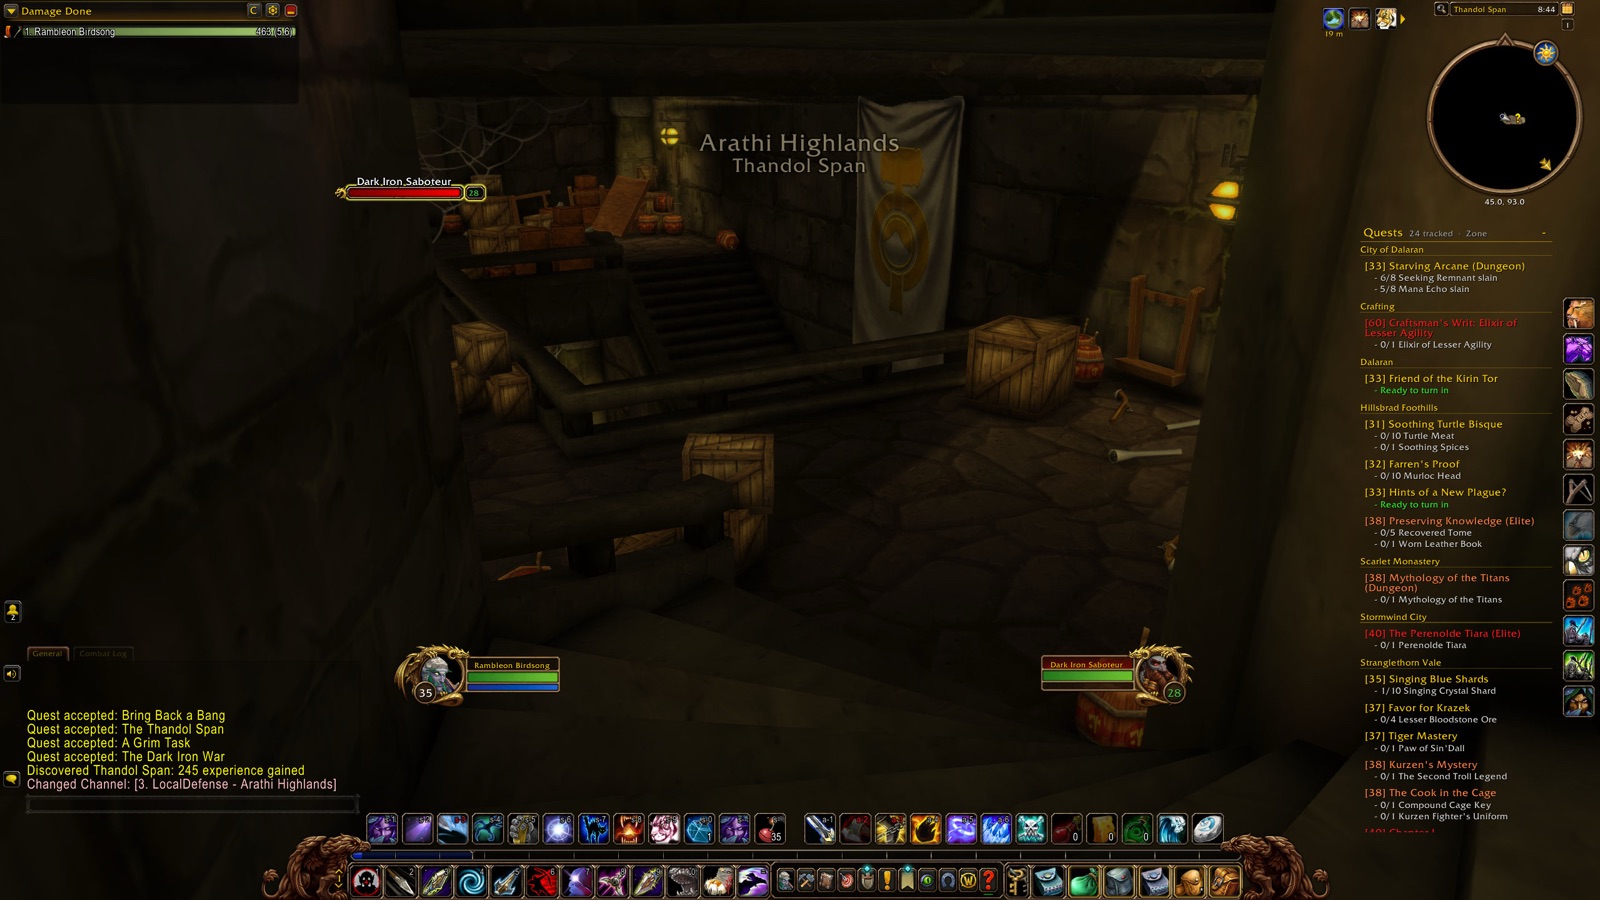 Damage Done
C
1. Rambleon Birdsong
463 (5.6)
19 m
Thandol Span
8:44
Arathi Highlands
Thandol Span
Dark Iron Saboteur
28
45.0, 93.0
Quests 24 tracked - Zone -
City of Dalaran
[33] Starving Arcane (Dungeon)
- 6/8 Seeking Remnant slain
- 5/8 Mana Echo slain
Crafting
[60] Craftsman's Writ: Elixir of
Lesser Agility
- 0/1 Elixir of Lesser Agility
Dalaran
[33] Friend of the Kirin Tor
- Ready to turn in
Hillsbrad Foothills
[31] Soothing Turtle Bisque
- 0/10 Turtle Meat
- 0/1 Soothing Spices
[32] Farren's Proof
- 0/10 Murloc Head
[33] Hints of a New Plague?
- Ready to turn in
[38] Preserving Knowledge (Elite)
- 0/5 Recovered Tome
- 0/1 Worn Leather Book
Scarlet Monastery
[38] Mythology of the Titans
(Dungeon)
- 0/1 Mythology of the Titans
Stormwind City
[40] The Perenolde Tiara (Elite)
- 0/1 Perenolde Tiara
Stranglethorn Vale
[35] Singing Blue Shards
- 1/10 Singing Crystal Shard
[37] Favor for Krazek
- 0/4 Lesser Bloodstone Ore
[37] Tiger Mastery
- 0/1 Paw of Sin'Dall
[38] Kurzen's Mystery
- 0/1 The Second Troll Legend
[38] The Cook in the Cage
- 0/1 Compound Cage Key
- 0/1 Kurzen Fighter's Uniform
2
General
Combat Log
Rambleon Birdsong
35
Dark Iron Saboteur
28
Quest accepted: Bring Back a Bang
Quest accepted: The Thandol Span
Quest accepted: A Grim Task
Quest accepted: The Dark Iron War
Discovered Thandol Span: 245 experience gained
Changed Channel: [3. LocalDefense - Arathi Highlands]